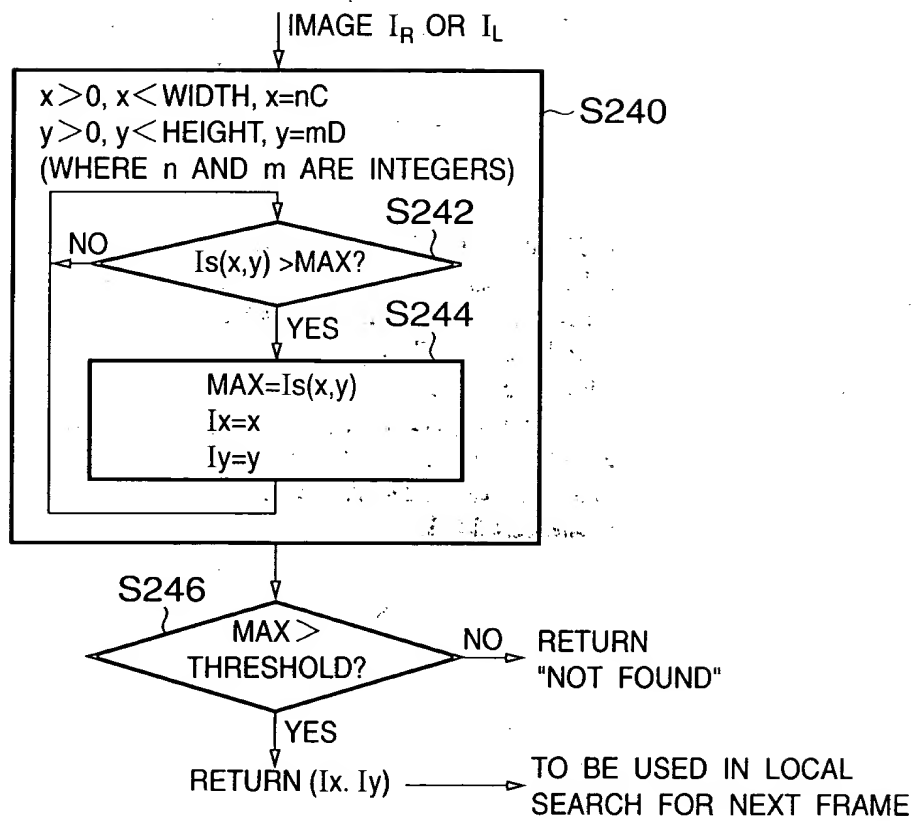 IMAGE IR OR IL
x>0, x<WIDTH, x=nC
y>0, y<HEIGHT, y=mD
(WHERE n AND m ARE INTEGERS)
S240
S242
NO
Is(x,y) >MAX?
YES
S244
MAX=Is(x,y)
Ix=x
Iy=y
S246
MAX>
THRESHOLD?
NO
RETURN
"NOT FOUND"
YES
RETURN (Ix. Iy)
TO BE USED IN LOCAL
SEARCH FOR NEXT FRAME